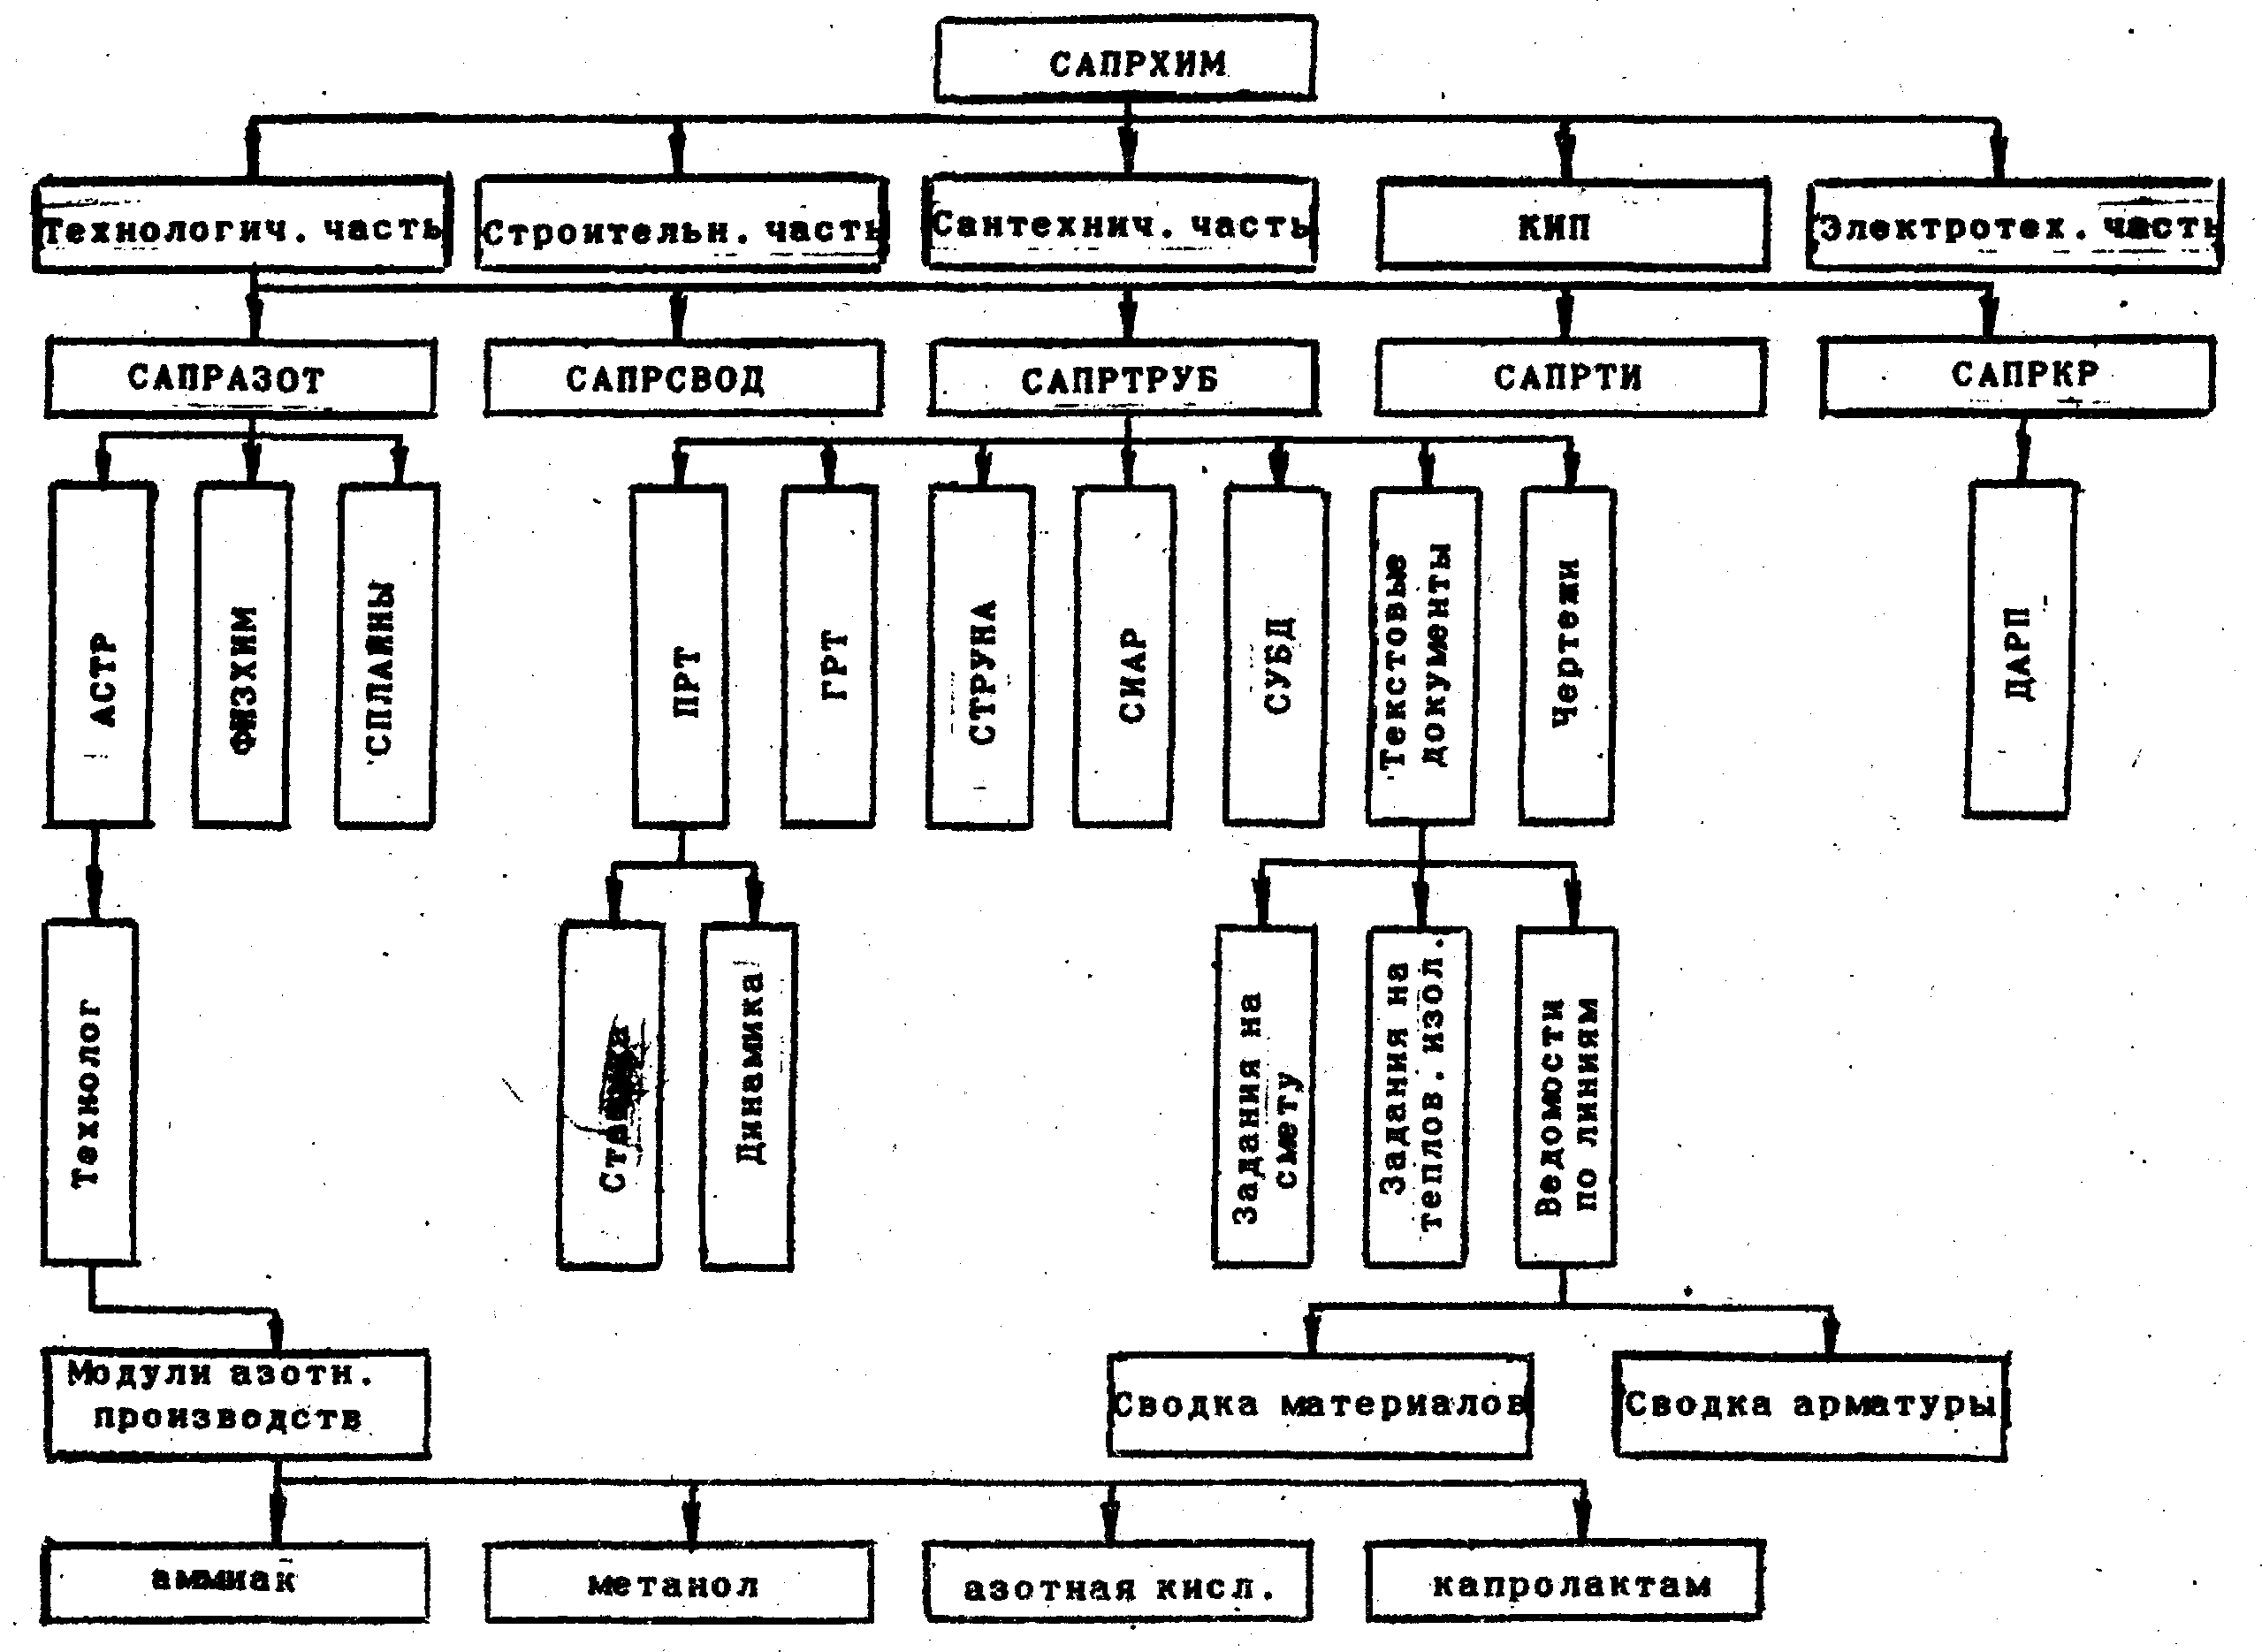 САПРХИМ
Технологич. часть
Строительн. часть
Сантехнич. часть
КИП
Электротех. часть
САПРАЗОТ
САПРСВОД
САПРТРУБ
САПРТИ
САПРКР
АСТР
ФИЗХИМ
СПЛАЙНЫ
ПРТ
ГРТ
СТРУНА
СИАР
СУБД
Текстовые
документы
Чертежи
ДАРП
Технолог
Динамика
Задания на
смету
Задания на
теплов. изол.
Ведомости
по линиям
Модули азотн.
производств
Сводка материалов
Сводка арматуры
аммиак
метанол
азотная кисл.
капролактам